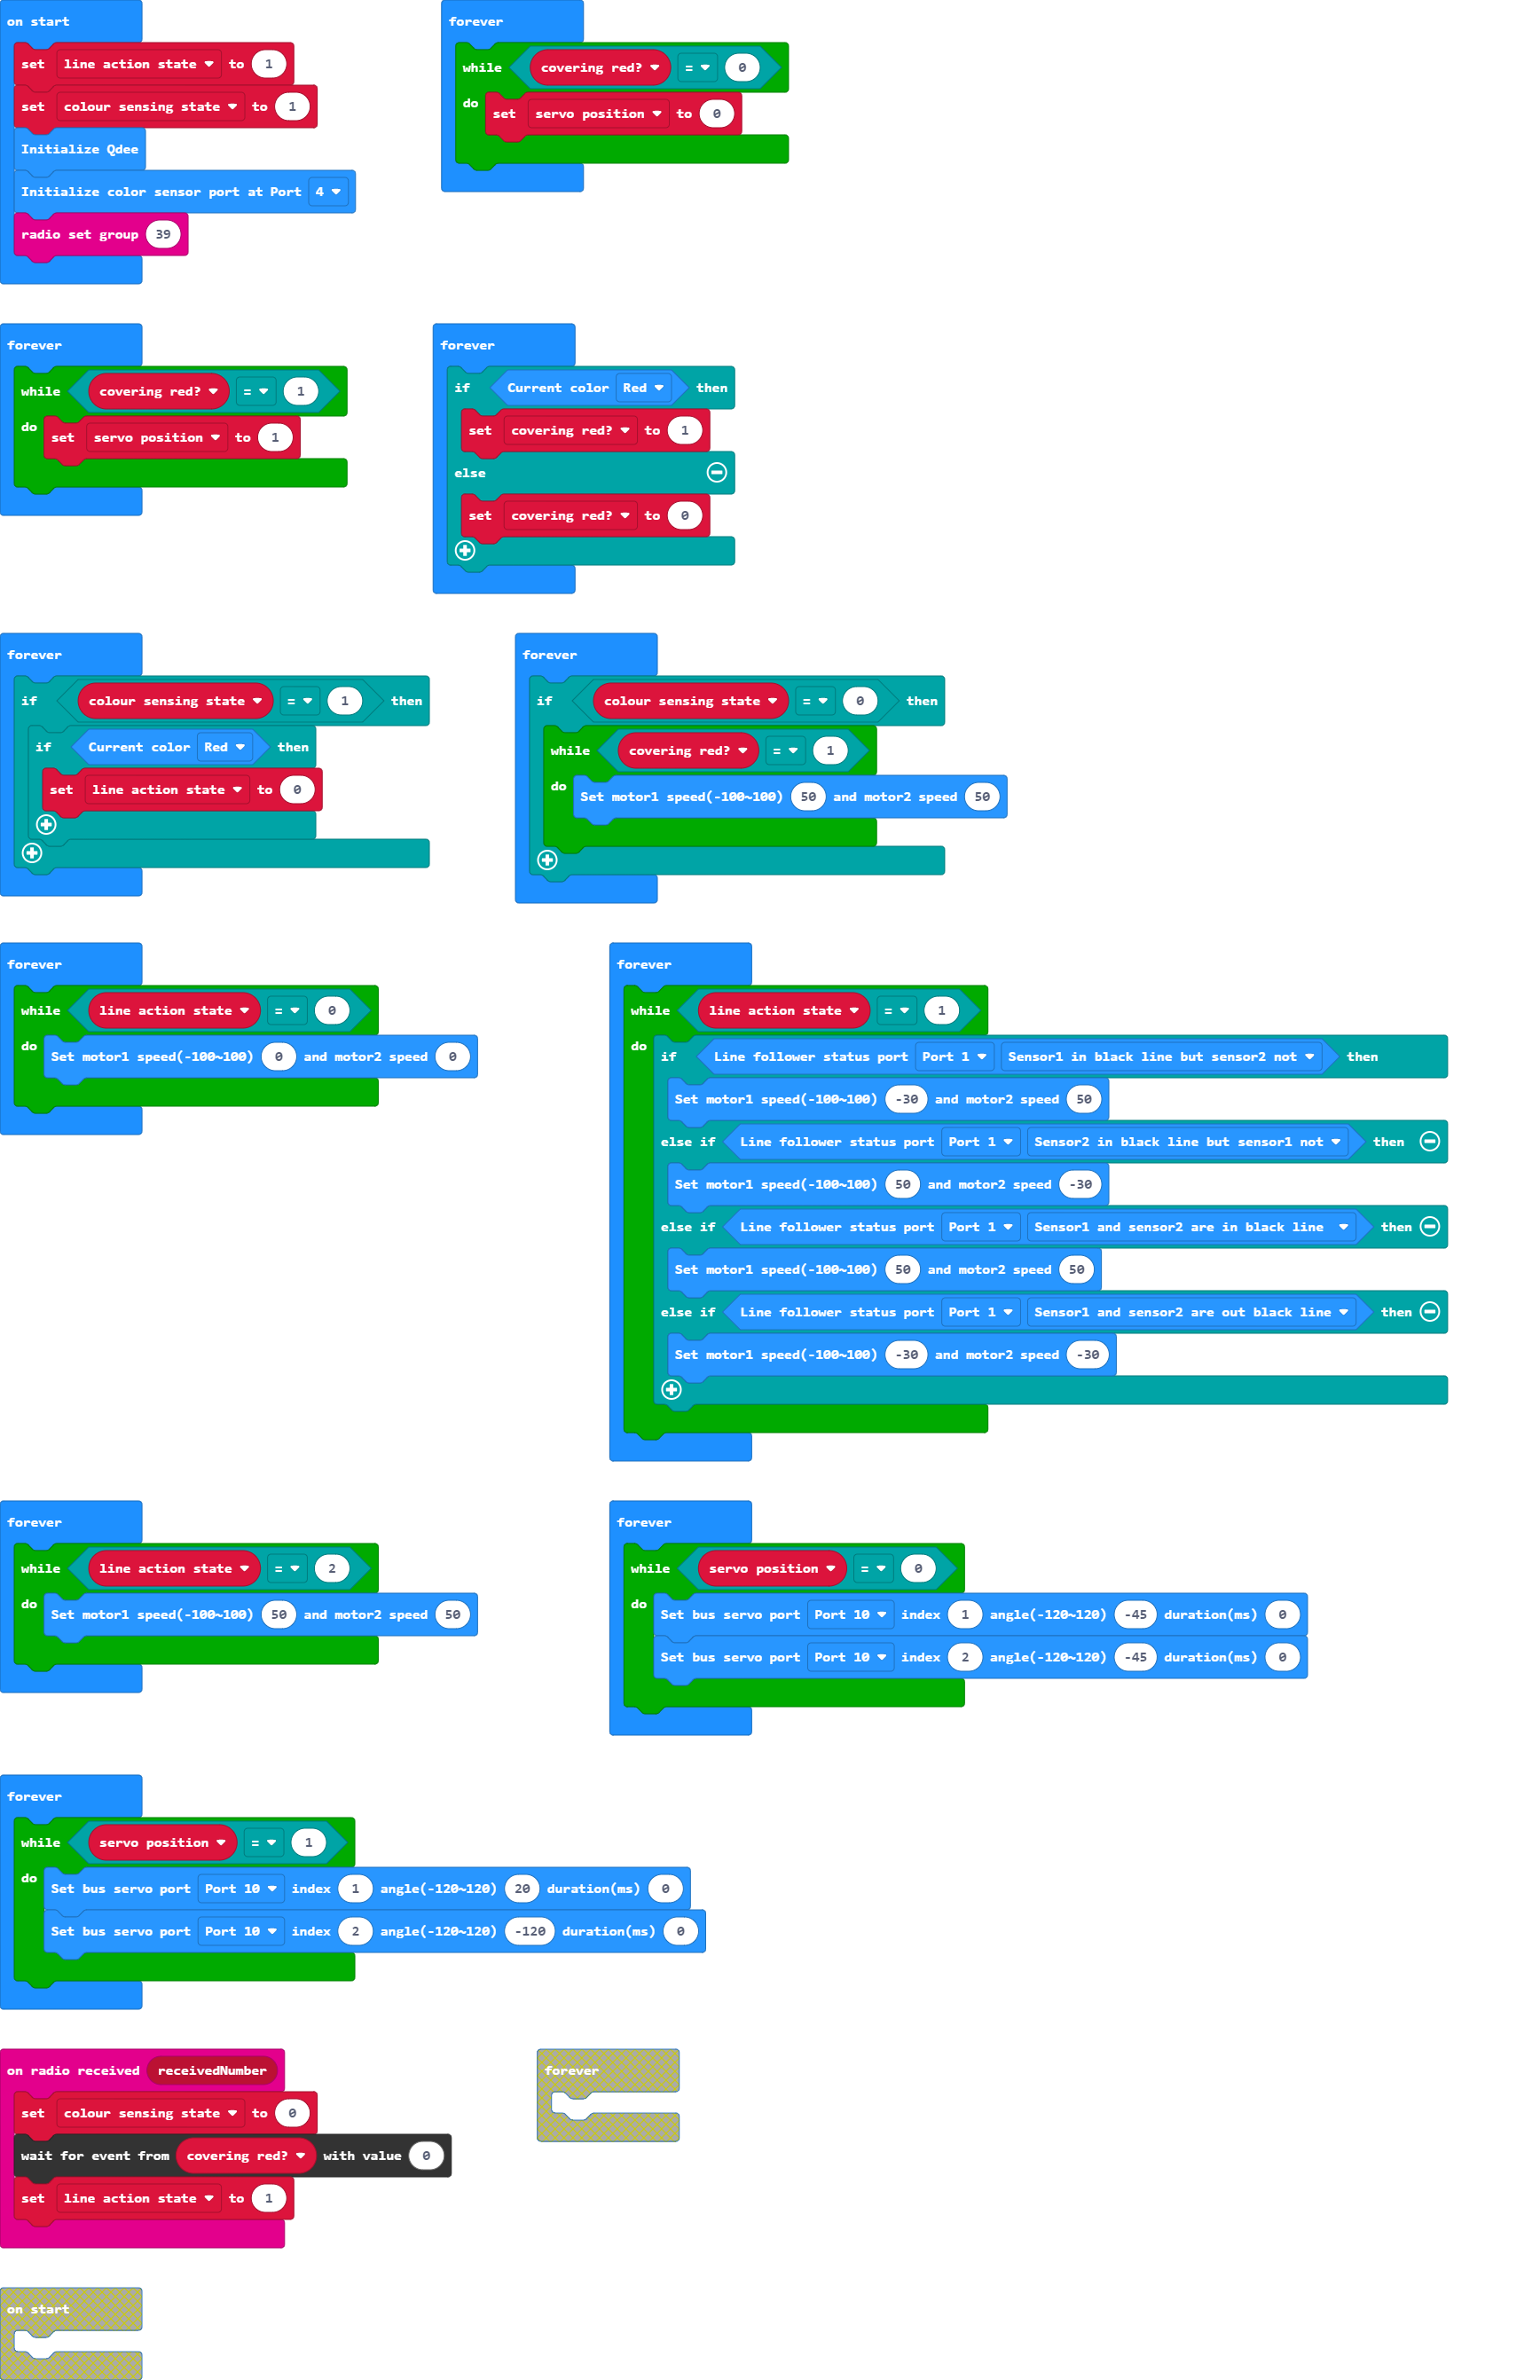 on start
set line action state to 1
set colour sensing state to 1
Initialize Qdee
Initialize color sensor port at Port 4
radio set group 39
forever
while covering red? = 0
do set servo position to 0
forever
while covering red? = 1
do set servo position to 1
forever
if Current color Red then
set covering red? to 1
else
set covering red? to 0
forever
if colour sensing state = 1 then
if Current color Red then
set line action state to 0
forever
if colour sensing state = 0 then
while covering red? = 1
do Set motor1 speed(-100~100) 50 and motor2 speed 50
forever
while line action state = 0
do Set motor1 speed(-100~100) 0 and motor2 speed 0
forever
while line action state = 1
do if Line follower status port Port 1 Sensor1 in black line but sensor2 not then
Set motor1 speed(-100~100) -30 and motor2 speed 50
else if Line follower status port Port 1 Sensor2 in black line but sensor1 not then
Set motor1 speed(-100~100) 50 and motor2 speed -30
else if Line follower status port Port 1 Sensor1 and sensor2 are in black line then
Set motor1 speed(-100~100) 50 and motor2 speed 50
else if Line follower status port Port 1 Sensor1 and sensor2 are out black line then
Set motor1 speed(-100~100) -30 and motor2 speed -30
forever
while line action state = 2
do Set motor1 speed(-100~100) 50 and motor2 speed 50
forever
while servo position = 0
do Set bus servo port Port 10 index 1 angle(-120~120) -45 duration(ms) 0
Set bus servo port Port 10 index 2 angle(-120~120) -45 duration(ms) 0
forever
while servo position = 1
do Set bus servo port Port 10 index 1 angle(-120~120) 20 duration(ms) 0
Set bus servo port Port 10 index 2 angle(-120~120) -120 duration(ms) 0
on radio received receivedNumber
set colour sensing state to 0
wait for event from covering red? with value 0
set line action state to 1
forever
on start